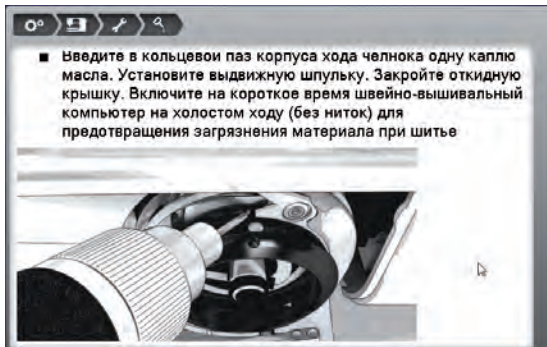 ■ Введите в кольцевой паз корпуса хода челнока одну каплю
масла. Установите выдвижную шпульку. Закройте откидную
крышку. Включите на короткое время швейно-вышивальный
компьютер на холостом ходу (без ниток) для
предотвращения загрязнения материала при шитье